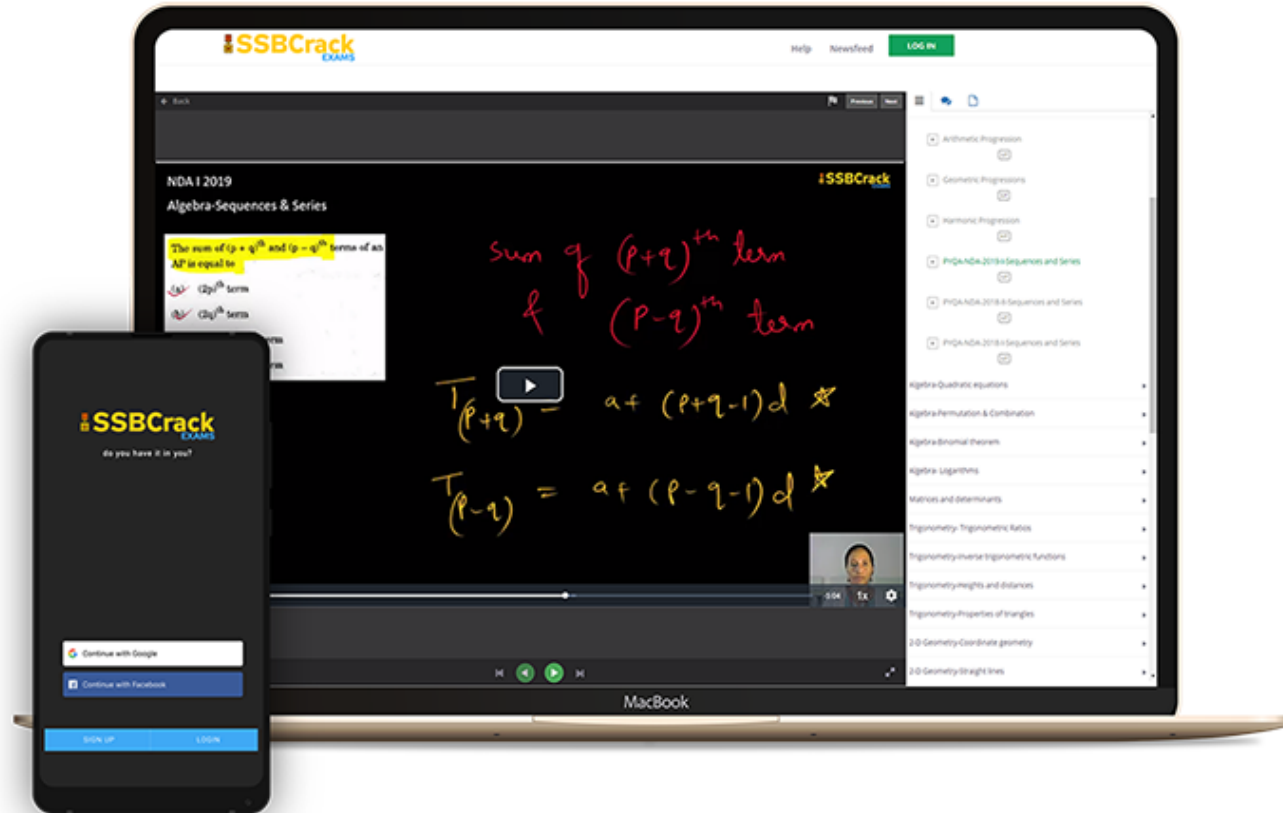 SSBCrack
EXAMS
Help Newsfeed LOG IN
Back
Previous Next
NDA I 2019
Algebra-Sequences & Series
SSBCrack
EXAMS
The sum of (p + q)th and (p − q)th terms of an
AP is equal to
(a) (2p)th term
(b) (2q)th term
erm
rm
sum of (p+q)th term
& (p-q)th term
T(p+q) = a+ (p+q-1)d
T(p-q) = a+ (p-q-1)d
1x
Arithmetic Progression
Geometric Progressions
Harmonic Progression
PYQA-NDA-2019-I-Sequences and Series
PYQA-NDA-2018-II-Sequences and Series
PYQA-NDA-2018-I-Sequences and Series
Algebra-Quadratic equations
Algebra-Permutation & Combination
Algebra-Binomial theorem
Algebra- Logarithms
Matrices and determinants
Trigonometry- Trigonometric Ratios
Trigonometry-Inverse trigonometric functions
Trigonometry-Heights and distances
Trigonometry-Properties of triangles
2-D Geometry-Coordinate geometry
2-D Geometry-Straight lines
MacBook
SSBCrack
EXAMS
do you have it in you?
Continue with Google
Continue with Facebook
SIGN UP LOGIN